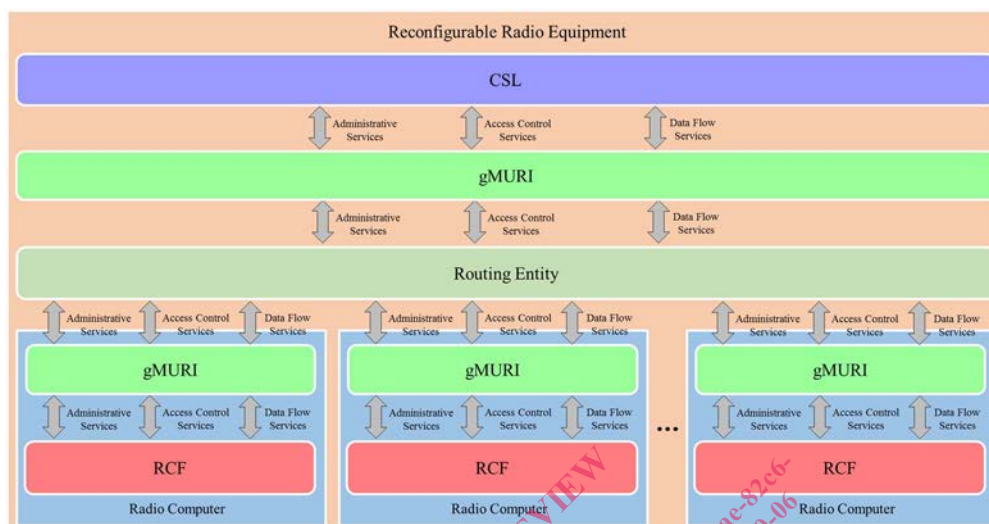 Reconfigurable Radio Equipment
CSL
Administrative
Services
Access Control
Services
Data Flow
Services
gMURI
Administrative
Services
Access Control
Services
Data Flow
Services
Routing Entity
Administrative
Services
Access Control
Services
Data Flow
Services
Administrative
Services
Access Control
Services
Data Flow
Services
Administrative
Services
Access Control
Services
Data Flow
Services
gMURI
gMURI
gMURI
Administrative
Services
Access Control
Services
Data Flow
Services
Administrative
Services
Access Control
Services
Data Flow
Services
...
Administrative
Services
Access Control
Services
Data Flow
Services
RCF
RCF
RCF
Radio Computer
Radio Computer
Radio Computer